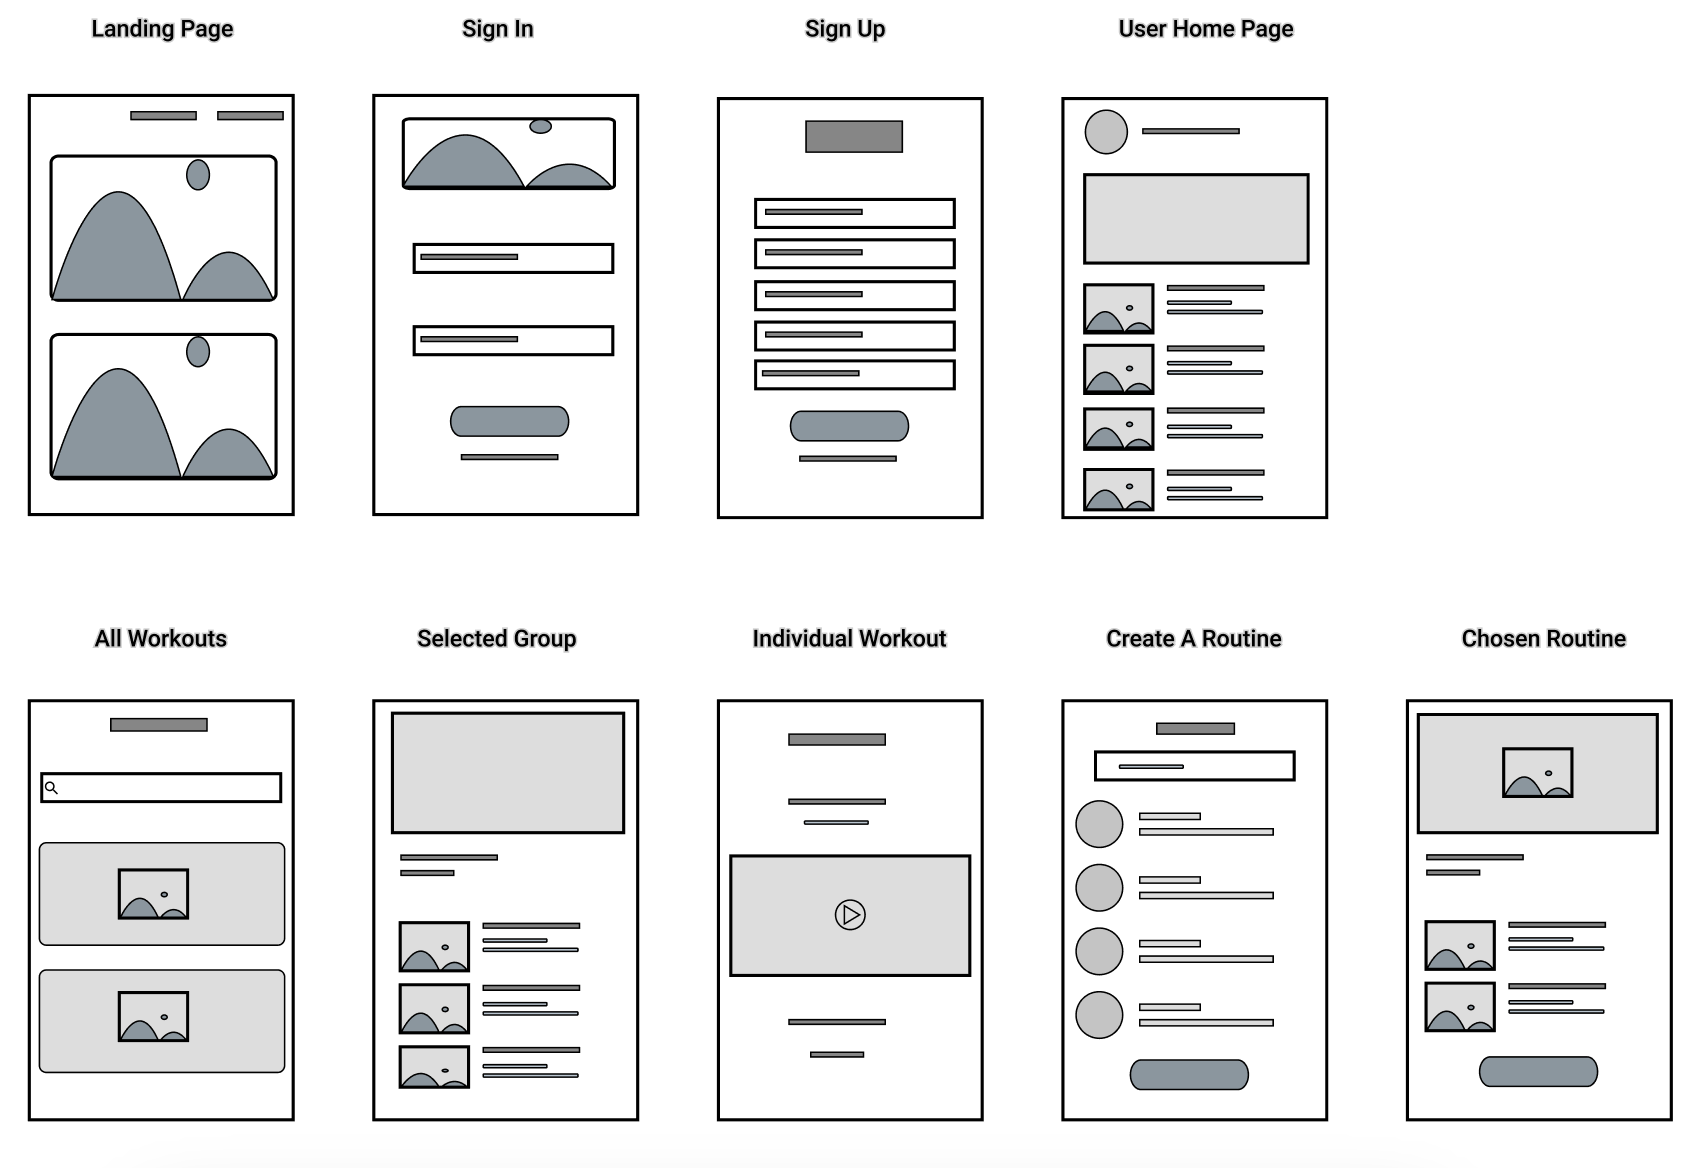 Landing Page
Sign In
Sign Up
User Home Page
All Workouts
Selected Group
Individual Workout
Create A Routine
Chosen Routine